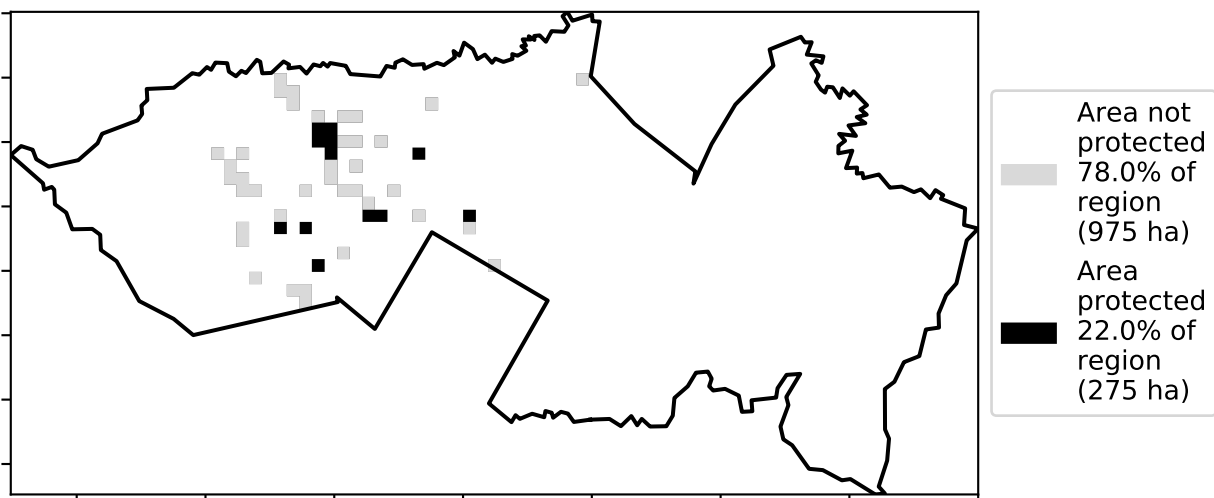 Area not
protected
78.0% of
region
(975 ha)
Area
protected
22.0% of
region
(275 ha)